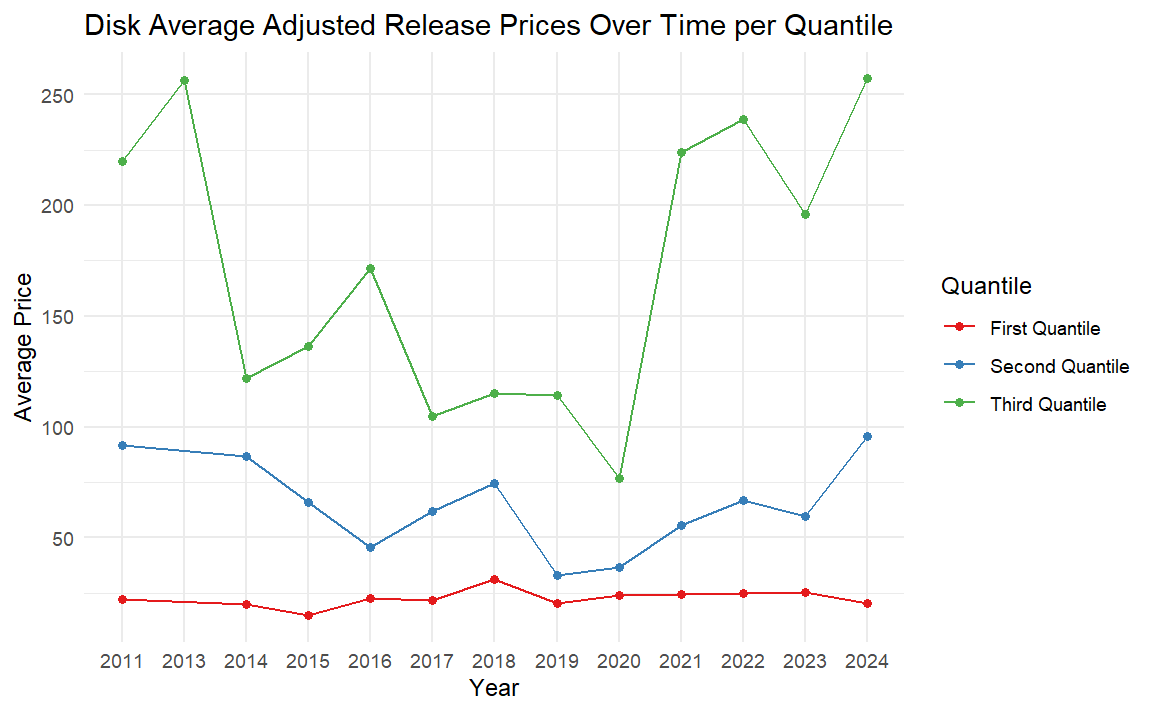 Disk Average Adjusted Release Prices Over Time per Quantile
250
200
150
100
50
Average Price
2011 2013 2014 2015 2016 2017 2018 2019 2020 2021 2022 2023 2024
Year
Quantile
First Quantile
Second Quantile
Third Quantile